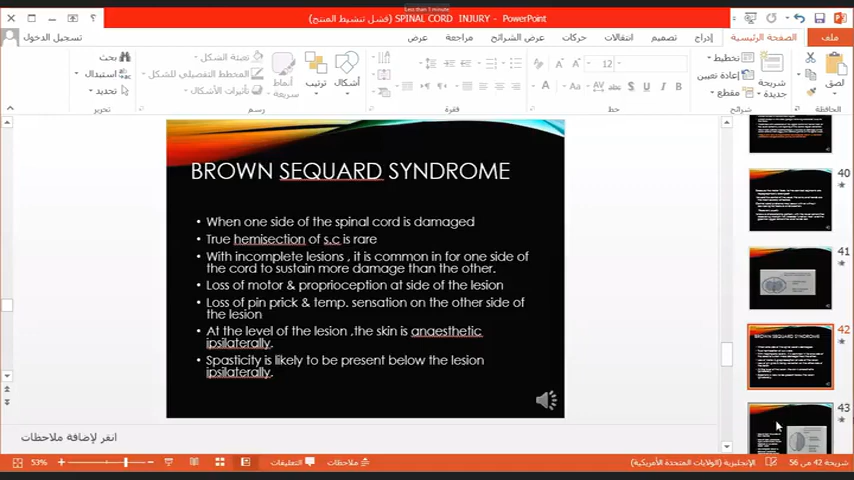 Less than 1 minute
SPINAL CORD INJURY - PowerPoint (فشل تنشيط المنتج)
ملف
الصفحة الرئيسية
إدراج
تصميم
انتقالات
حركات
عرض الشرائح
مراجعة
عرض
تسجيل الدخول
لصق
الحافظة
شريحة جديدة
تخطيط
إعادة تعيين
مقطع
شرائح
12
خط
فقرة
أشكال
ترتيب
أنماط سريعة
تعبئة الشكل
المخطط التفصيلي للشكل
تأثيرات الأشكال
رسم
بحث
استبدال
تحديد
تحرير
BROWN SEQUARD SYNDROME
• When one side of the spinal cord is damaged
• True hemisection of s.c is rare
• With incomplete lesions , it is common in for one side of
the cord to sustain more damage than the other.
• Loss of motor & proprioception at side of the lesion
• Loss of pin prick & temp. sensation on the other side of
the lesion
• At the level of the lesion ,the skin is anaesthetic
ipsilaterally.
• Spasticity is likely to be present below the lesion
ipsilaterally.
40
41
42
BROWN SEQUARD SYNDROME
43
انقر لإضافة ملاحظات
شريحة 42 من 56
الإنجليزية (الولايات المتحدة الأمريكية)
ملاحظات
التعليقات
53%